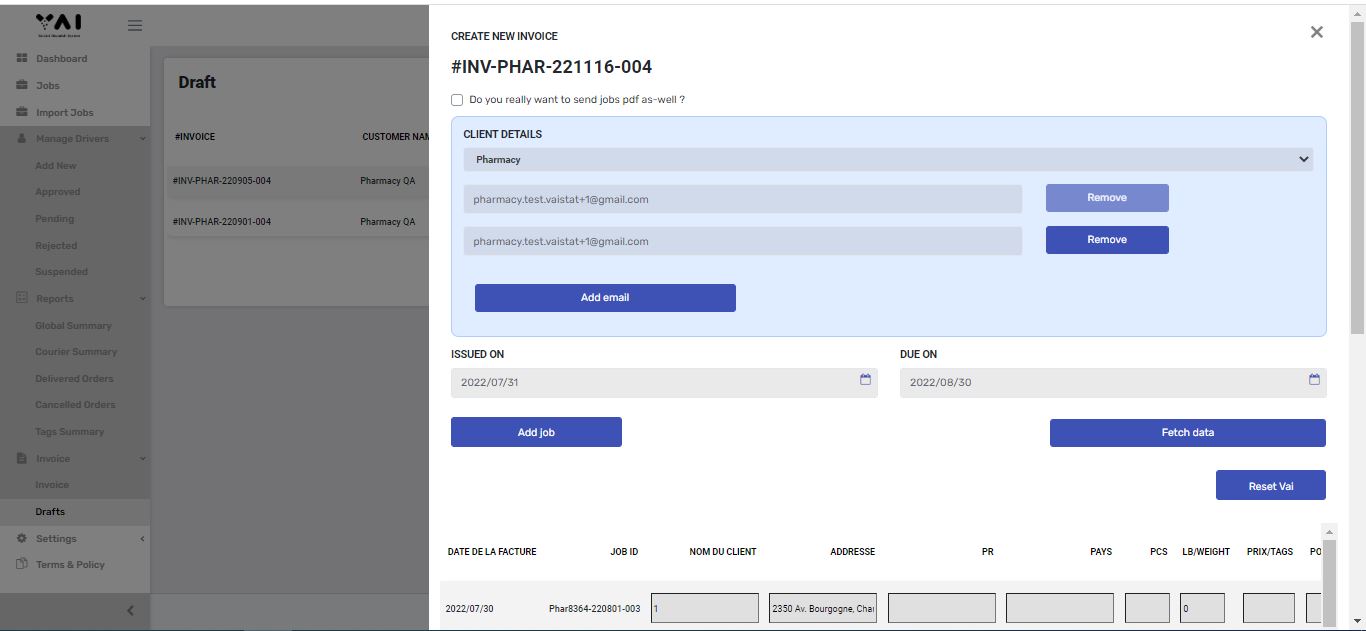 VAI
CREATE NEW INVOICE
#INV-PHAR-221116-004
Do you really want to send jobs pdf as-well ?
CLIENT DETAILS
Pharmacy
pharmacy.test.vaistat+1@gmail.com
Remove
pharmacy.test.vaistat+1@gmail.com
Remove
Add email
ISSUED ON
DUE ON
2022/07/31
2022/08/30
Add job
Fetch data
Reset Vai
DATE DE LA FACTURE JOB ID NOM DU CLIENT ADDRESSE PR PAYS PCS LB/WEIGHT PRIX/TAGS PO
2022/07/30 Phar8364-220801-003 1 2350 Av. Bourgogne, Cha 0
Dashboard
Jobs
Import Jobs
Manage Drivers
Add New
Approved
Pending
Rejected
Suspended
Reports
Global Summary
Courier Summary
Delivered Orders
Cancelled Orders
Tags Summary
Invoice
Invoice
Drafts
Settings
Terms & Policy
Draft
#INVOICE CUSTOMER NAM
#INV-PHAR-220905-004 Pharmacy QA
#INV-PHAR-220901-004 Pharmacy QA